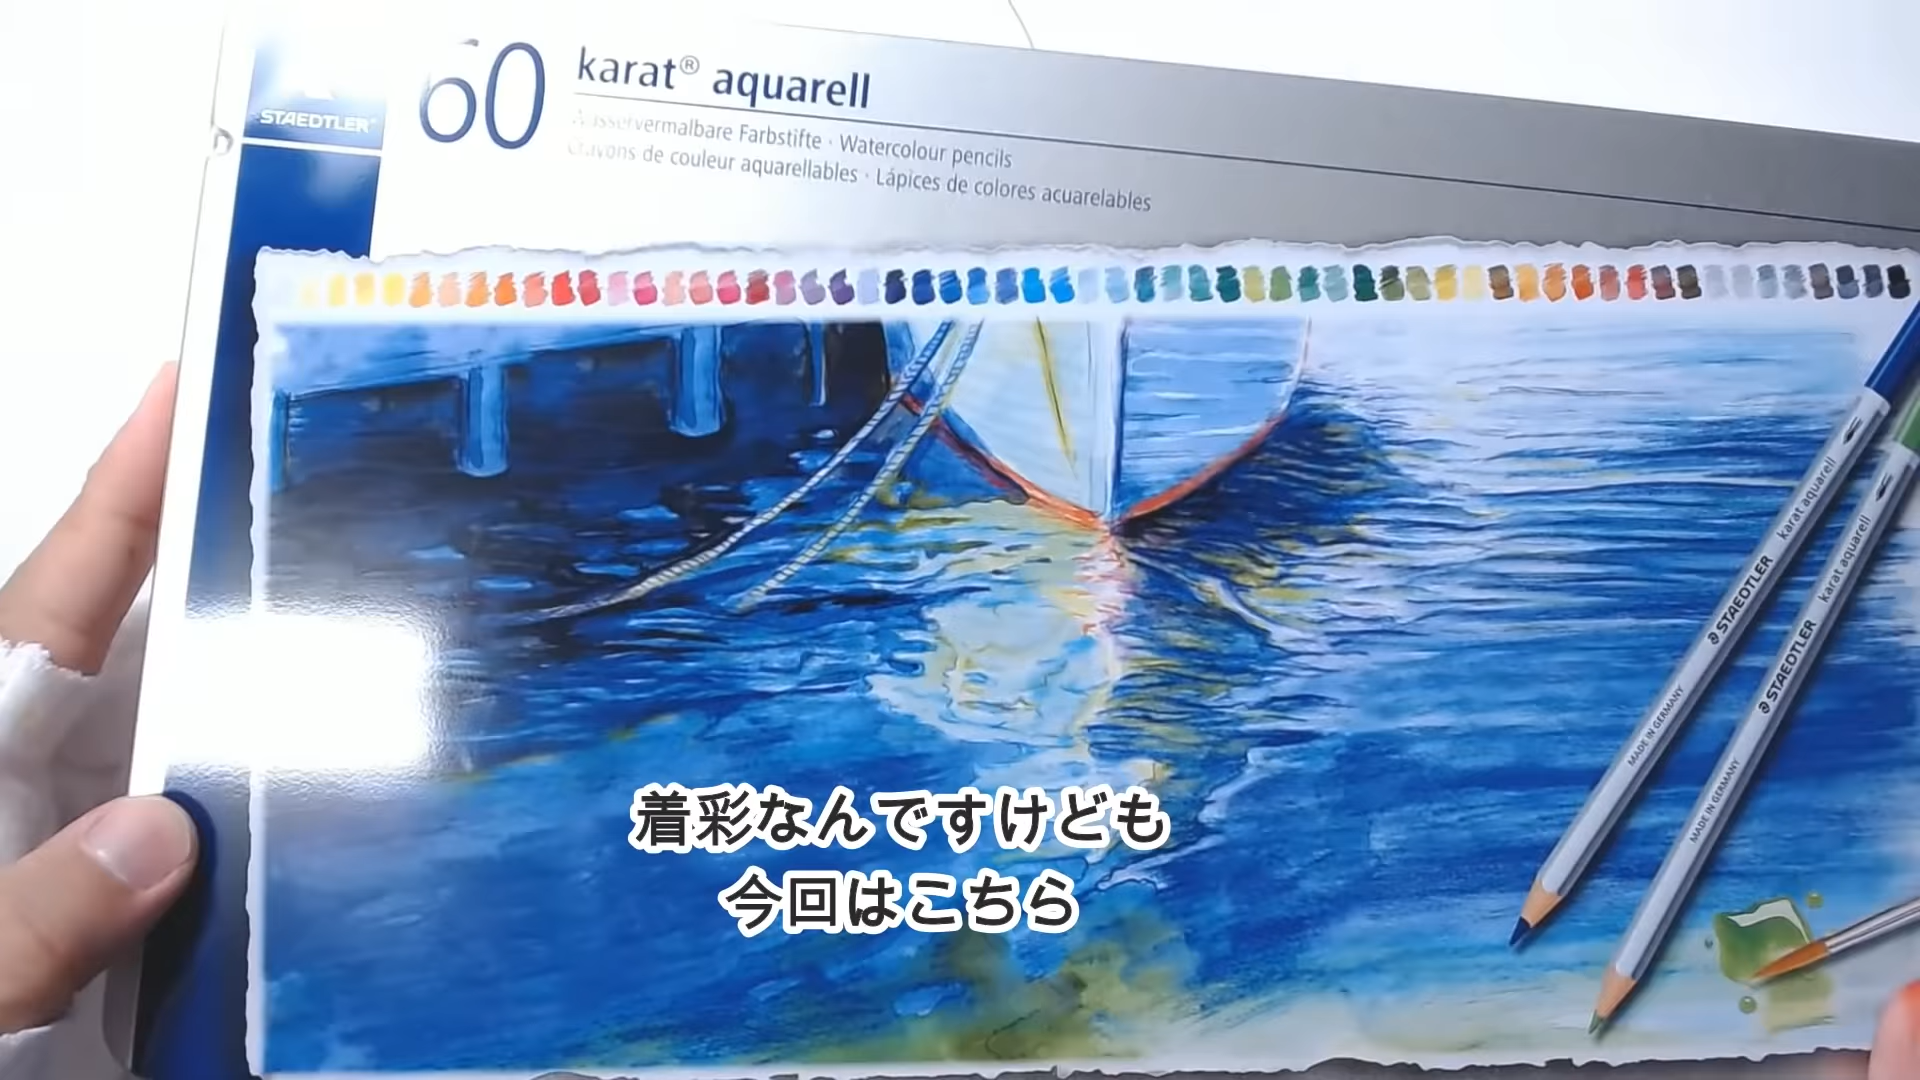 60
karat® aquarell
STAEDTLER
Wasservermalbare Farbstifte · Watercolour pencils
Crayons de couleur aquarellables · Lápices de colores acuarelables
karat aquarell
STAEDTLER
MADE IN GERMANY
karat aquarell
STAEDTLER
MADE IN GERMANY
着彩なんですけども
今回はこちら